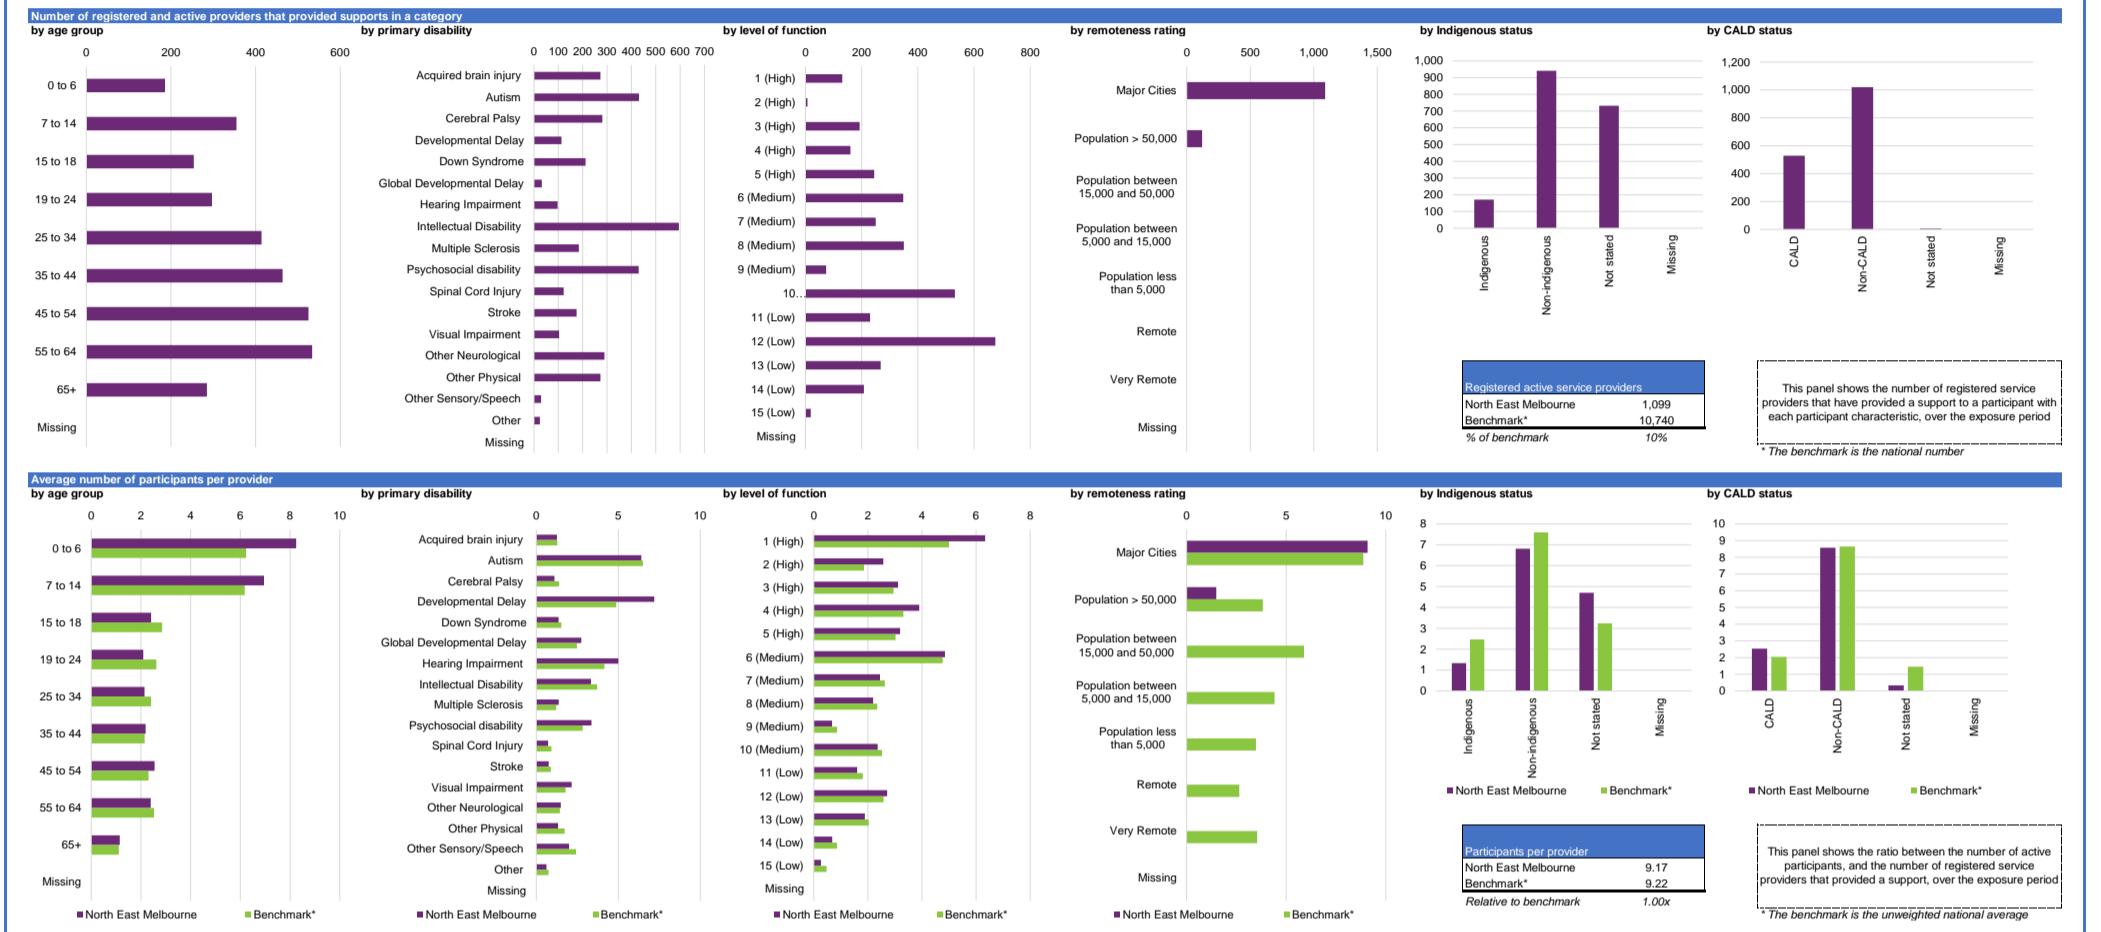 Number of registered and active providers that provided supports in a category
by age group
0 200 400 600
0 to 6
7 to 14
15 to 18
19 to 24
25 to 34
35 to 44
45 to 54
55 to 64
65+
Missing
by primary disability
0 100 200 300 400 500 600 700
Acquired brain injury
Autism
Cerebral Palsy
Developmental Delay
Down Syndrome
Global Developmental Delay
Hearing Impairment
Intellectual Disability
Multiple Sclerosis
Psychosocial disability
Spinal Cord Injury
Stroke
Visual Impairment
Other Neurological
Other Physical
Other Sensory/Speech
Other
Missing
by level of function
0 200 400 600 800
1 (High)
2 (High)
3 (High)
4 (High)
5 (High)
6 (Medium)
7 (Medium)
8 (Medium)
9 (Medium)
10…
11 (Low)
12 (Low)
13 (Low)
14 (Low)
15 (Low)
Missing
by remoteness rating
0 500 1,000 1,500
Major Cities
Population > 50,000
Population between
15,000 and 50,000
Population between
5,000 and 15,000
Population less
than 5,000
Remote
Very Remote
Missing
by Indigenous status
1,000
900
800
700
600
500
400
300
200
100
0
Indigenous
Non-indigenous
Not stated
Missing
by CALD status
1,200
1,000
800
600
400
200
0
CALD
Non-CALD
Not stated
Missing
Registered active service providers
North East Melbourne 1,099
Benchmark* 10,740
% of benchmark 10%
This panel shows the number of registered service
providers that have provided a support to a participant with
each participant characteristic, over the exposure period
* The benchmark is the national number
Average number of participants per provider
by age group
0 2 4 6 8 10
0 to 6
7 to 14
15 to 18
19 to 24
25 to 34
35 to 44
45 to 54
55 to 64
65+
Missing
North East Melbourne Benchmark*
by primary disability
0 5 10
Acquired brain injury
Autism
Cerebral Palsy
Developmental Delay
Down Syndrome
Global Developmental Delay
Hearing Impairment
Intellectual Disability
Multiple Sclerosis
Psychosocial disability
Spinal Cord Injury
Stroke
Visual Impairment
Other Neurological
Other Physical
Other Sensory/Speech
Other
Missing
North East Melbourne Benchmark*
by level of function
0 2 4 6 8
1 (High)
2 (High)
3 (High)
4 (High)
5 (High)
6 (Medium)
7 (Medium)
8 (Medium)
9 (Medium)
10 (Medium)
11 (Low)
12 (Low)
13 (Low)
14 (Low)
15 (Low)
Missing
North East Melbourne Benchmark*
by remoteness rating
0 5 10
Major Cities
Population > 50,000
Population between
15,000 and 50,000
Population between
5,000 and 15,000
Population less
than 5,000
Remote
Very Remote
Missing
North East Melbourne Benchmark*
by Indigenous status
8
7
6
5
4
3
2
1
0
Indigenous
Non-indigenous
Not stated
Missing
North East Melbourne Benchmark*
by CALD status
10
9
8
7
6
5
4
3
2
1
0
CALD
Non-CALD
Not stated
Missing
North East Melbourne Benchmark*
Participants per provider
North East Melbourne 9.17
Benchmark* 9.22
Relative to benchmark 1.00x
This panel shows the ratio between the number of active
participants, and the number of registered service
providers that provided a support, over the exposure period
* The benchmark is the unweighted national average